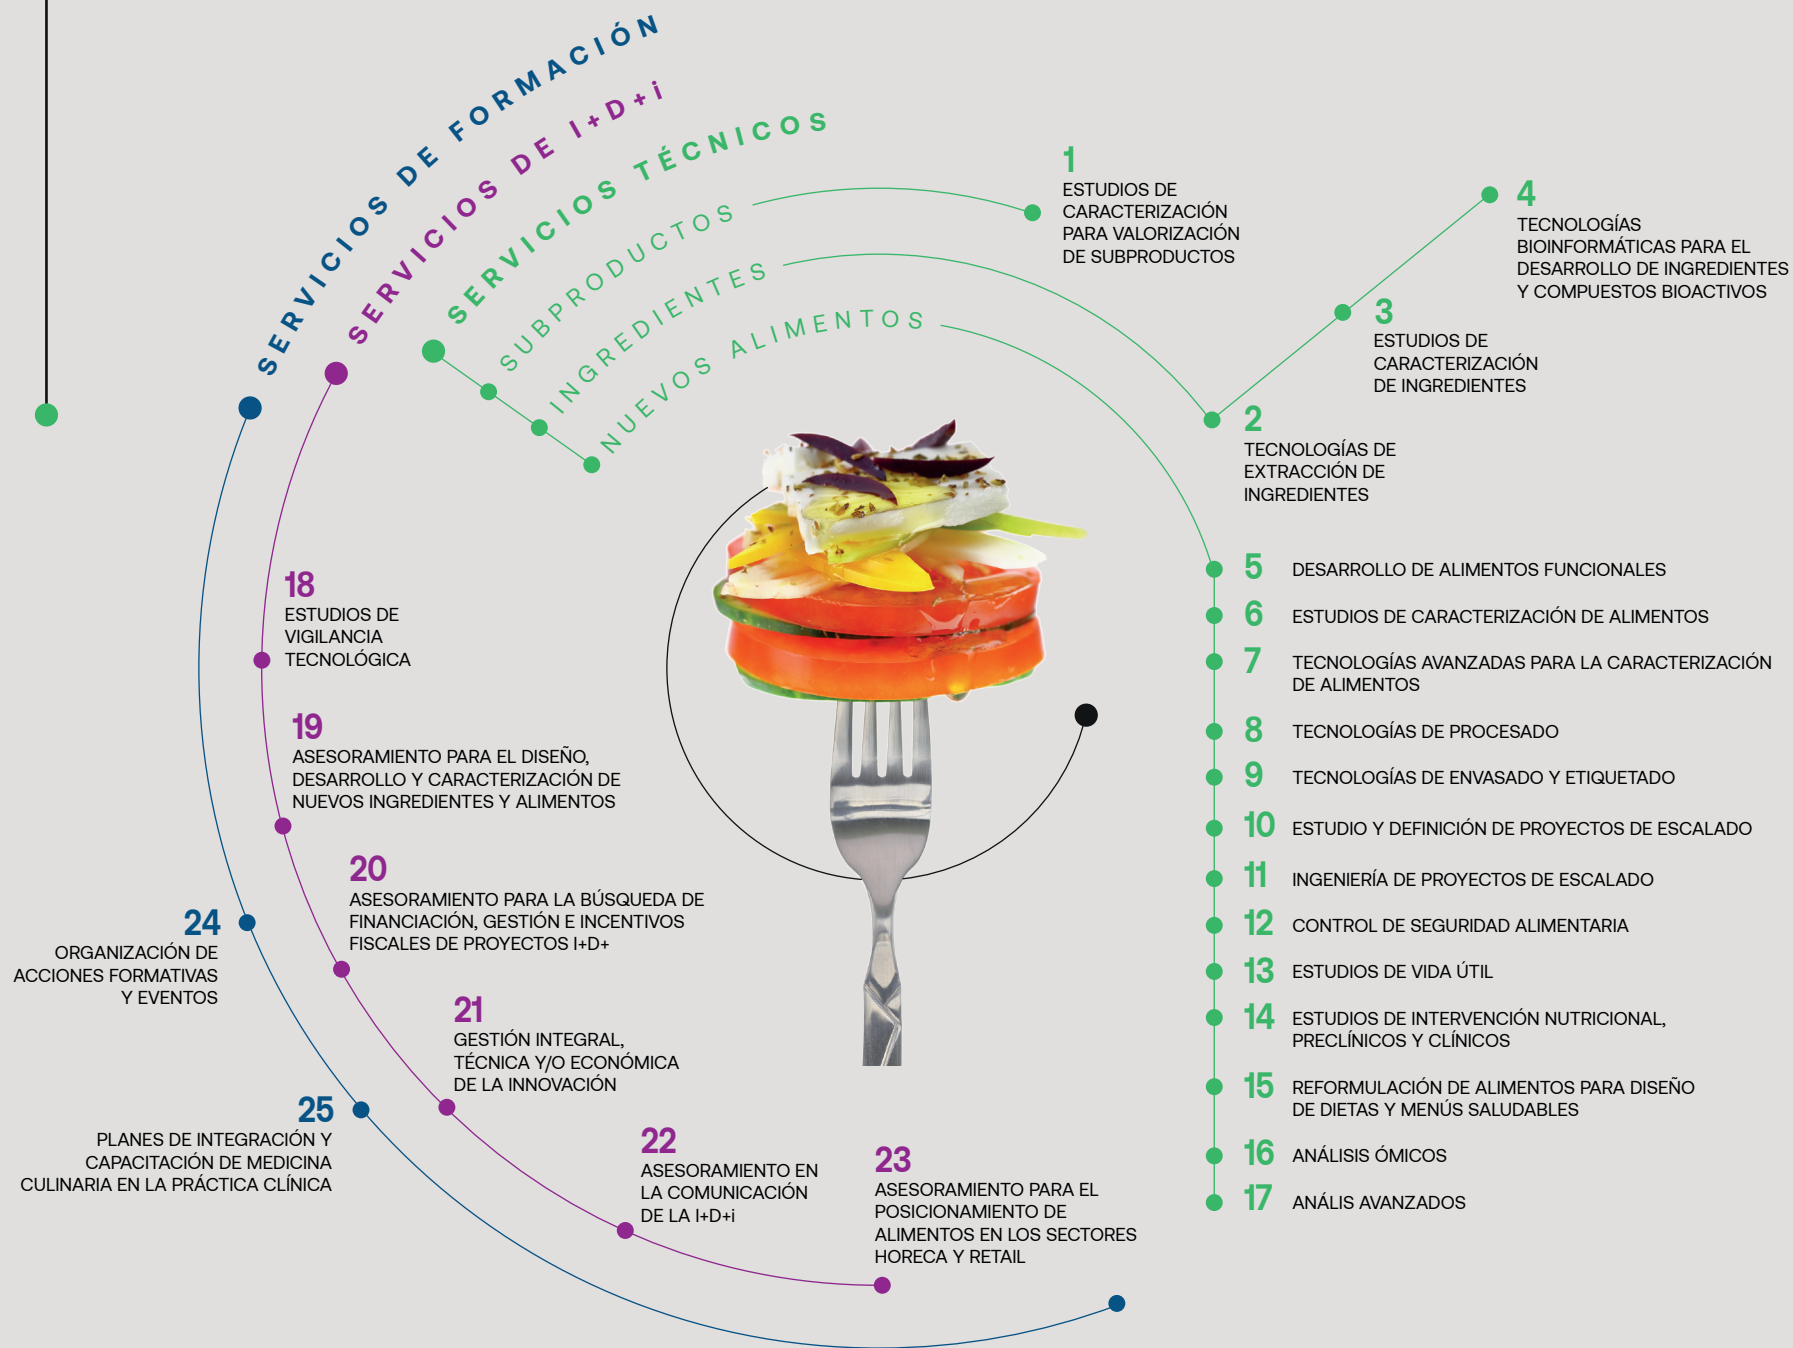 SERVICIOS DE FORMACIÓN
SERVICIOS DE I+D+i
SERVICIOS TÉCNICOS
SUBPRODUCTOS
INGREDIENTES
NUEVOS ALIMENTOS
1
ESTUDIOS DE
CARACTERIZACIÓN
PARA VALORIZACIÓN
DE SUBPRODUCTOS
2
TECNOLOGÍAS DE
EXTRACCIÓN DE
INGREDIENTES
3
ESTUDIOS DE
CARACTERIZACIÓN
DE INGREDIENTES
4
TECNOLOGÍAS
BIOINFORMÁTICAS PARA EL
DESARROLLO DE INGREDIENTES
Y COMPUESTOS BIOACTIVOS
5 DESARROLLO DE ALIMENTOS FUNCIONALES
6 ESTUDIOS DE CARACTERIZACIÓN DE ALIMENTOS
7 TECNOLOGÍAS AVANZADAS PARA LA CARACTERIZACIÓN
DE ALIMENTOS
8 TECNOLOGÍAS DE PROCESADO
9 TECNOLOGÍAS DE ENVASADO Y ETIQUETADO
10 ESTUDIO Y DEFINICIÓN DE PROYECTOS DE ESCALADO
11 INGENIERÍA DE PROYECTOS DE ESCALADO
12 CONTROL DE SEGURIDAD ALIMENTARIA
13 ESTUDIOS DE VIDA ÚTIL
14 ESTUDIOS DE INTERVENCIÓN NUTRICIONAL,
PRECLÍNICOS Y CLÍNICOS
15 REFORMULACIÓN DE ALIMENTOS PARA DISEÑO
DE DIETAS Y MENÚS SALUDABLES
16 ANÁLISIS ÓMICOS
17 ANÁLIS AVANZADOS
18
ESTUDIOS DE
VIGILANCIA
TECNOLÓGICA
19
ASESORAMIENTO PARA EL DISEÑO,
DESARROLLO Y CARACTERIZACIÓN DE
NUEVOS INGREDIENTES Y ALIMENTOS
20
ASESORAMIENTO PARA LA BÚSQUEDA DE
FINANCIACIÓN, GESTIÓN E INCENTIVOS
FISCALES DE PROYECTOS I+D+
21
GESTIÓN INTEGRAL,
TÉCNICA Y/O ECONÓMICA
DE LA INNOVACIÓN
22
ASESORAMIENTO EN
LA COMUNICACIÓN
DE LA I+D+i
23
ASESORAMIENTO PARA EL
POSICIONAMIENTO DE
ALIMENTOS EN LOS SECTORES
HORECA Y RETAIL
24
ORGANIZACIÓN DE
ACCIONES FORMATIVAS
Y EVENTOS
25
PLANES DE INTEGRACIÓN Y
CAPACITACIÓN DE MEDICINA
CULINARIA EN LA PRÁCTICA CLÍNICA